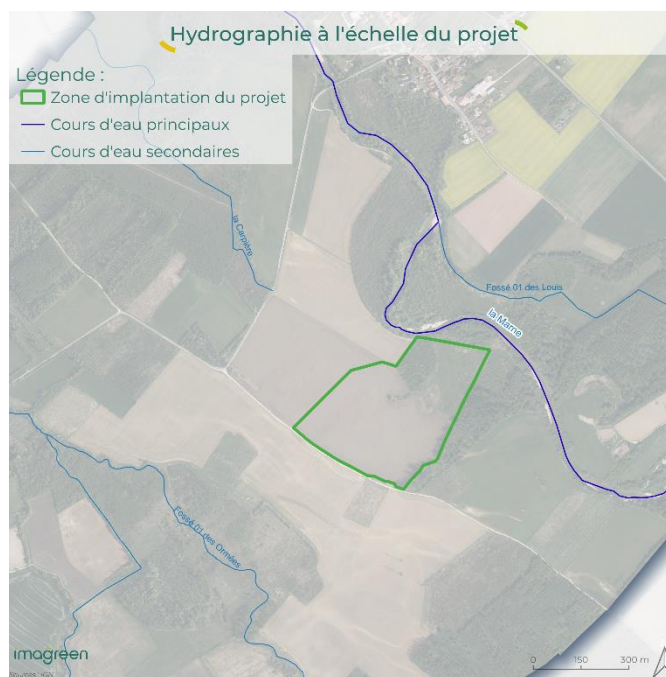 Hydrographie à l'échelle du projet
Légende :
Zone d'implantation du projet
Cours d'eau principaux
Cours d'eau secondaires
la Carpière
Fossé 01 des Louis
la Marne
Fossé 01 des Ormées
imagreen
0 150 300 m